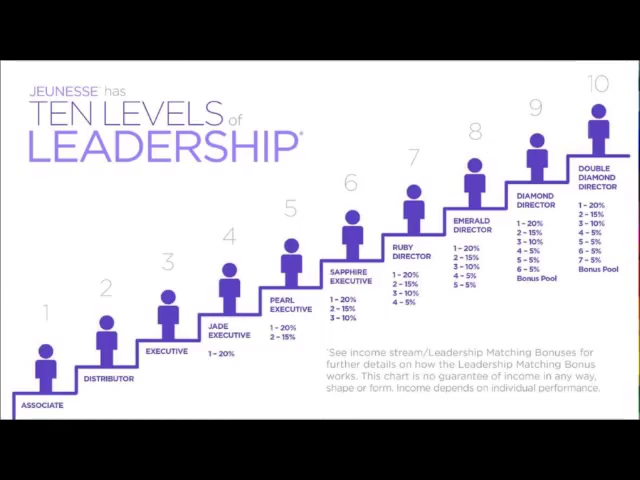 JEUNESSE® has
TEN LEVELS of
LEADERSHIP*
1
ASSOCIATE
2
DISTRIBUTOR
3
EXECUTIVE
4
JADE
EXECUTIVE
1 – 20%
5
PEARL
EXECUTIVE
1 – 20%
2 – 15%
6
SAPPHIRE
EXECUTIVE
1 – 20%
2 – 15%
3 – 10%
7
RUBY
DIRECTOR
1 – 20%
2 – 15%
3 – 10%
4 – 5%
8
EMERALD
DIRECTOR
1 – 20%
2 – 15%
3 – 10%
4 – 5%
5 – 5%
9
DIAMOND
DIRECTOR
1 – 20%
2 – 15%
3 – 10%
4 – 5%
5 – 5%
6 – 5%
Bonus Pool
10
DOUBLE
DIAMOND
DIRECTOR
1 – 20%
2 – 15%
3 – 10%
4 – 5%
5 – 5%
6 – 5%
7 – 5%
Bonus Pool
*See income stream/Leadership Matching Bonuses for
further details on how the Leadership Matching Bonus
works. This chart is no guarantee of income in any way,
shape or form. Income depends on individual performance.